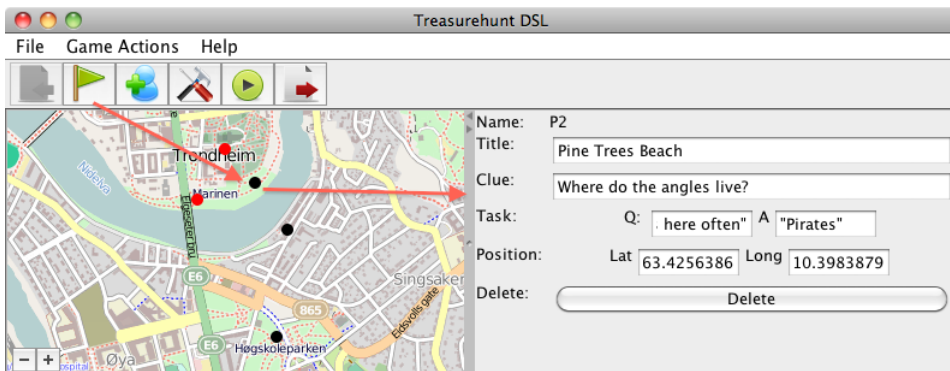 Treasurehunt DSL
File Game Actions Help
Name: P2
Title: Pine Trees Beach
Clue: Where do the angles live?
Task: Q: . here often" A "Pirates"
Position: Lat 63.4256386 Long 10.3983879
Delete: Delete
Trondheim
Nidelva
Marinen
Elgeseter bru
E6
Singsaker
865
Eidsvolls gate
E6
Høgskoleparken
Øya
- +